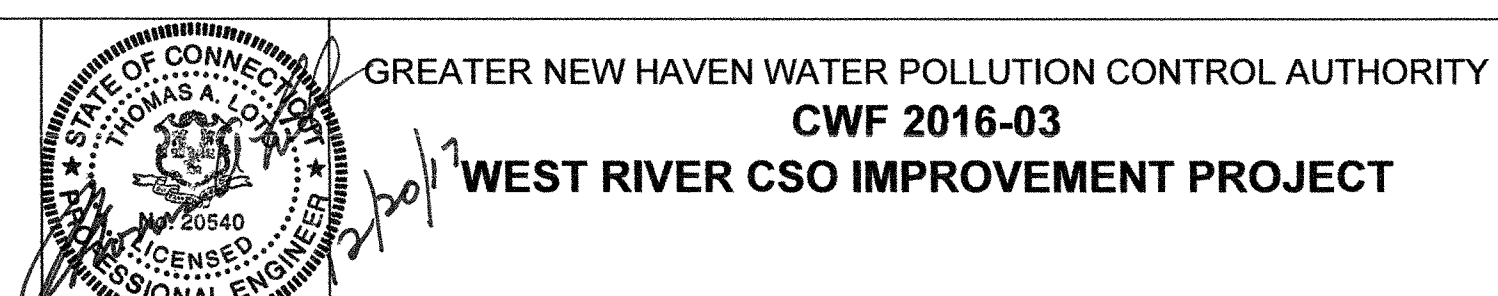 STATE OF CONNECTICUT
THOMAS A.
No. 20540
LICENSED
PROFESSIONAL ENGINEER
2/20/17
GREATER NEW HAVEN WATER POLLUTION CONTROL AUTHORITY
CWF 2016-03
WEST RIVER CSO IMPROVEMENT PROJECT